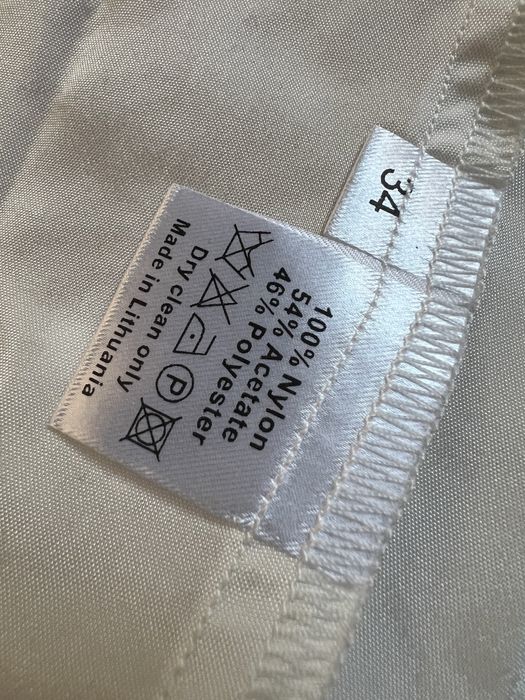 34
100% Nylon
54% Acetate
46% Polyester
P
Dry clean only
Made in Lithuania